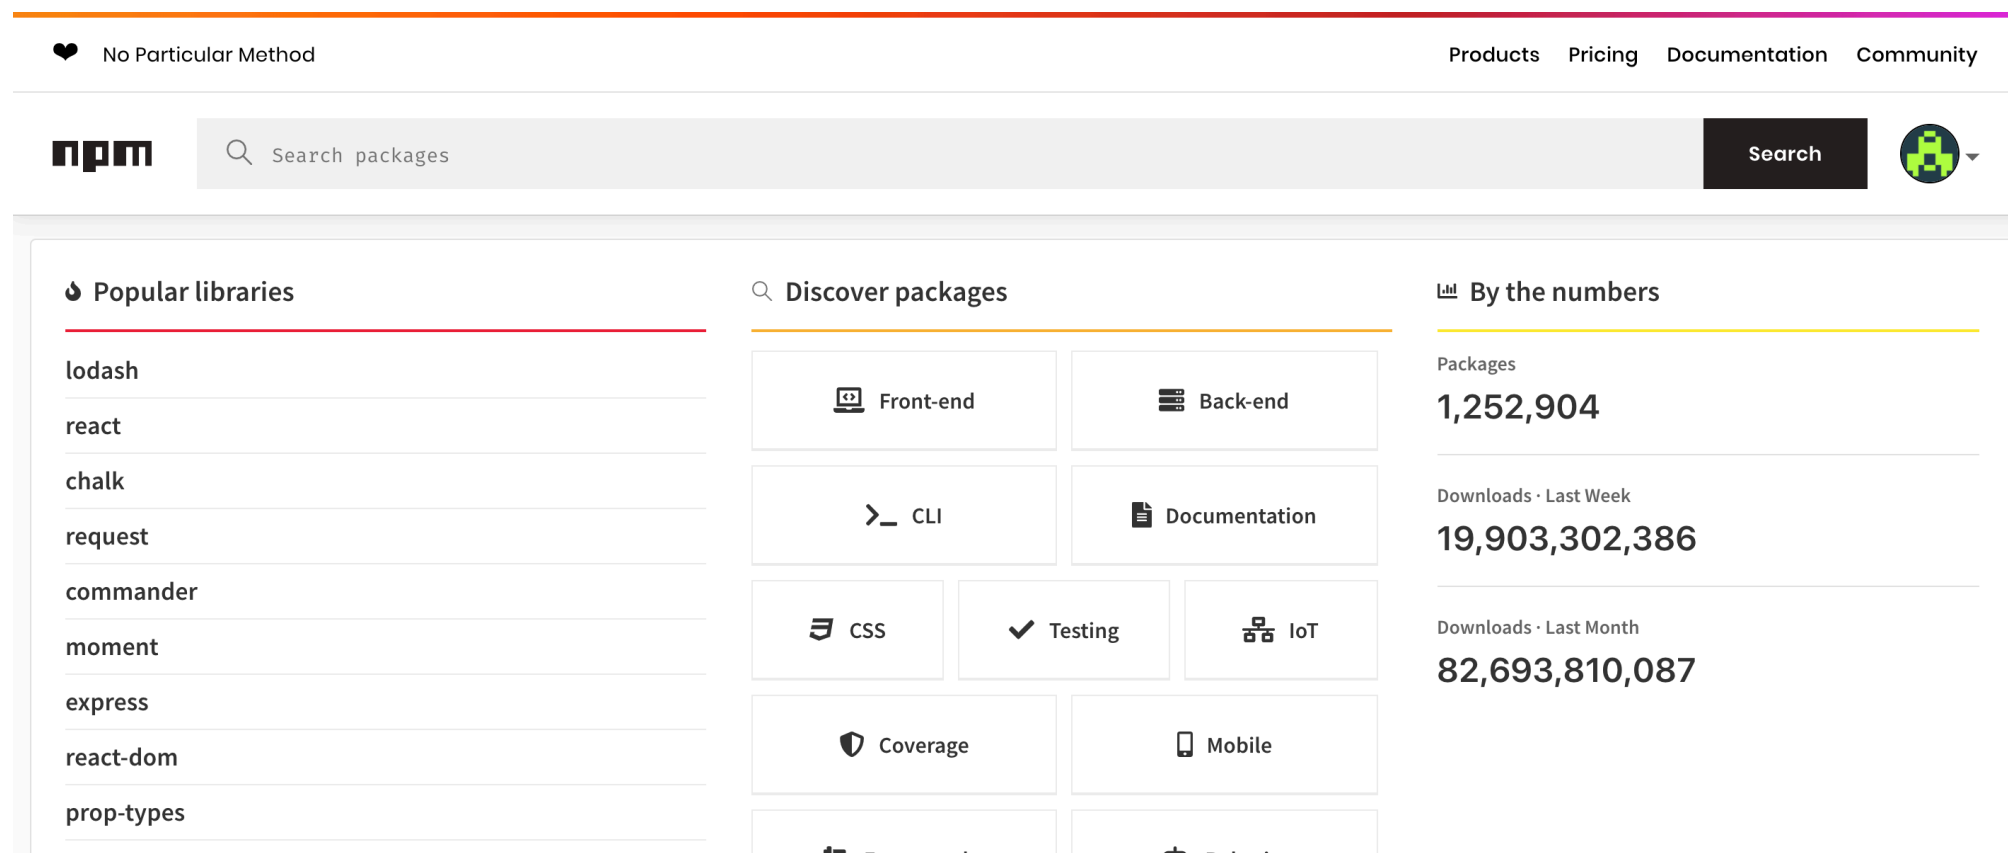 No Particular Method
Products Pricing Documentation Community
npm
Search packages
Search
Popular libraries
lodash
react
chalk
request
commander
moment
express
react-dom
prop-types
Discover packages
Front-end
Back-end
CLI
Documentation
CSS
Testing
IoT
Coverage
Mobile
By the numbers
Packages
1,252,904
Downloads · Last Week
19,903,302,386
Downloads · Last Month
82,693,810,087